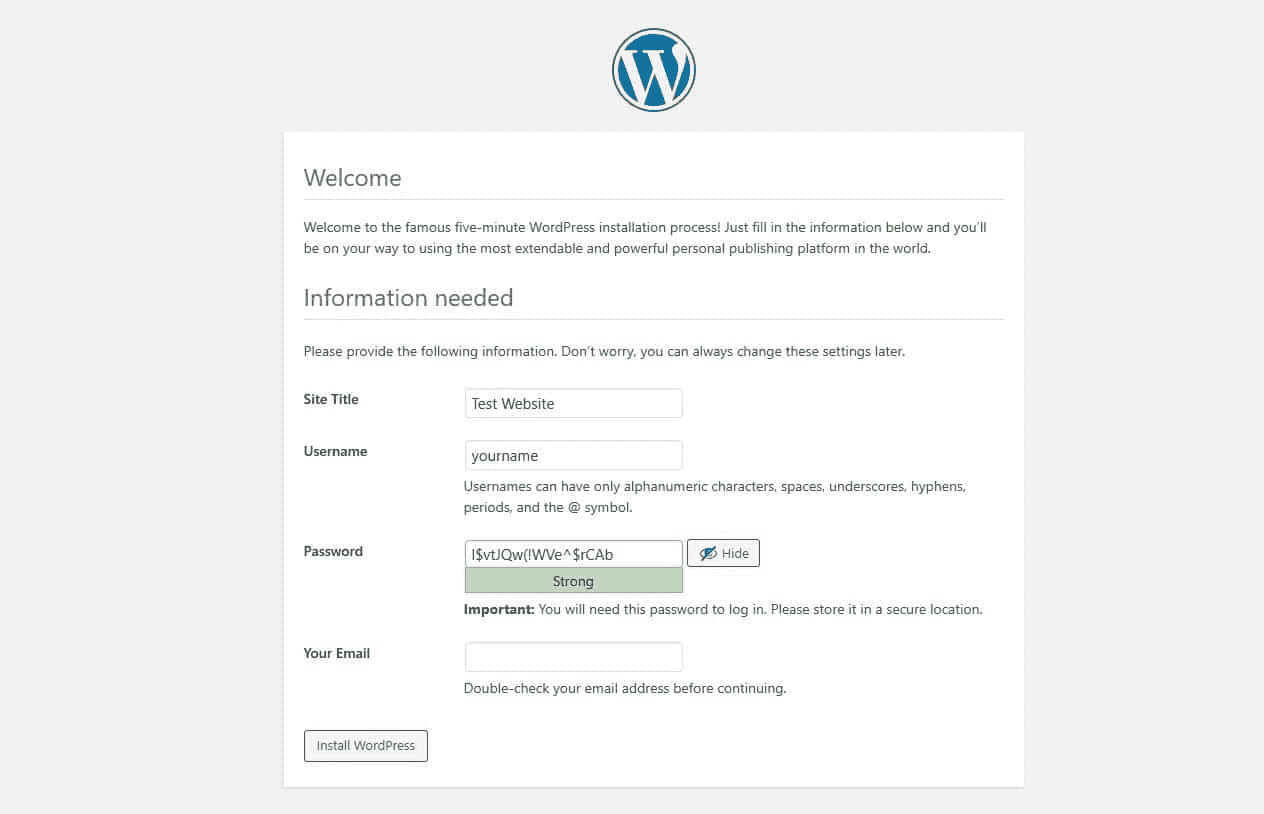 Welcome
Welcome to the famous five-minute WordPress installation process! Just fill in the information below and you’ll
be on your way to using the most extendable and powerful personal publishing platform in the world.
Information needed
Please provide the following information. Don’t worry, you can always change these settings later.
Site Title
Test Website
Username
yourname
Usernames can have only alphanumeric characters, spaces, underscores, hyphens,
periods, and the @ symbol.
Password
l$vtJQw(!WVe^$rCAb
Hide
Strong
Important: You will need this password to log in. Please store it in a secure location.
Your Email
Double-check your email address before continuing.
Install WordPress